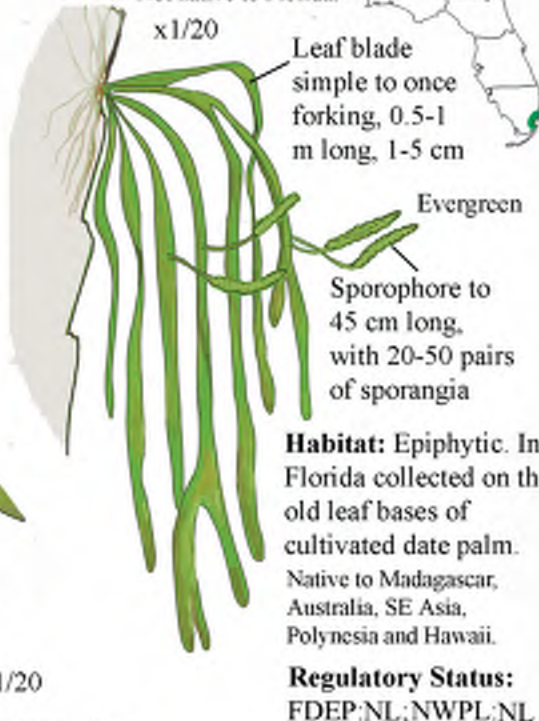 x1/20
Leaf blade
simple to once
forking, 0.5-1
m long, 1-5 cm
Evergreen
Sporophore to
45 cm long,
with 20-50 pairs
of sporangia
Habitat: Epiphytic. In
Florida collected on th
old leaf bases of
cultivated date palm.
Native to Madagascar,
Australia, SE Asia,
Polynesia and Hawaii.
1/20
Regulatory Status:
FDEP:NL;NWPL:NL